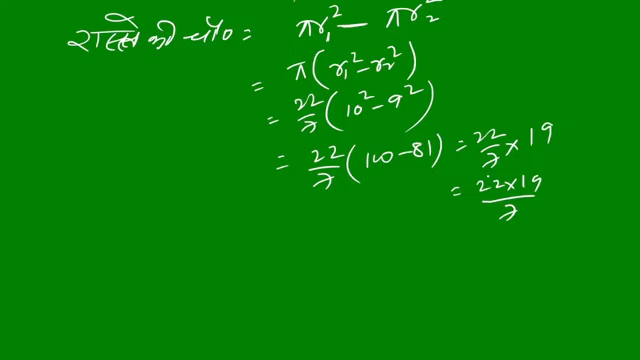 रास्ते की चौ० = πr₁² − πr₂²
= π(r₁² − r₂²)
= 22/7 (10² − 9²)
= 22/7 (100 − 81) = 22/7 × 19
= 22×19/7